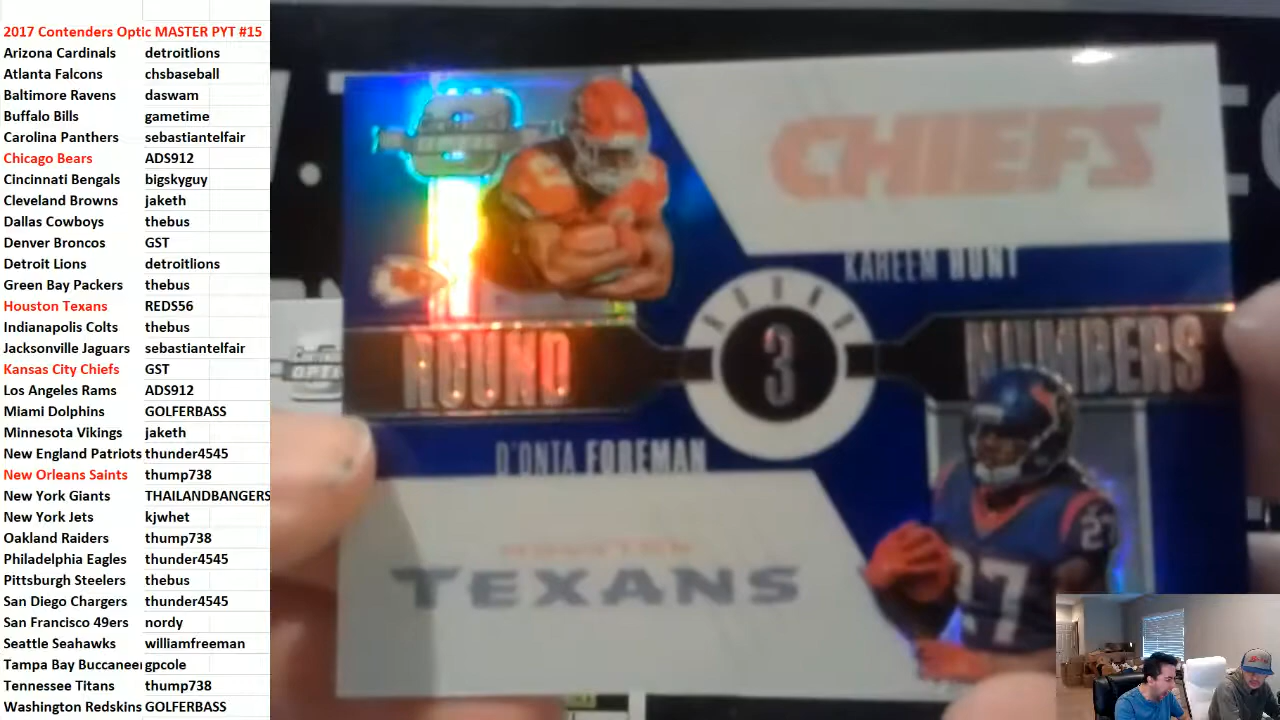 2017 Contenders Optic MASTER PYT #15
Arizona Cardinals detroitlions
Atlanta Falcons chsbaseball
Baltimore Ravens daswam
Buffalo Bills gametime
Carolina Panthers sebastiantelfair
Chicago Bears ADS912
Cincinnati Bengals bigskyguy
Cleveland Browns jaketh
Dallas Cowboys thebus
Denver Broncos GST
Detroit Lions detroitlions
Green Bay Packers thebus
Houston Texans REDS56
Indianapolis Colts thebus
Jacksonville Jaguars sebastiantelfair
Kansas City Chiefs GST
Los Angeles Rams ADS912
Miami Dolphins GOLFERBASS
Minnesota Vikings jaketh
New England Patriots thunder4545
New Orleans Saints thump738
New York Giants THAILANDBANGERS
New York Jets kjwhet
Oakland Raiders thump738
Philadelphia Eagles thunder4545
Pittsburgh Steelers thebus
San Diego Chargers thunder4545
San Francisco 49ers nordy
Seattle Seahawks williamfreeman
Tampa Bay Buccaneer gpcole
Tennessee Titans thump738
Washington Redskins GOLFERBASS
CHIEFS
KAREEM HUNT
ROUND
ROUND
3
NUMBERS
D'ONTA FOREMAN
HOUSTON
TEXANS
27
27